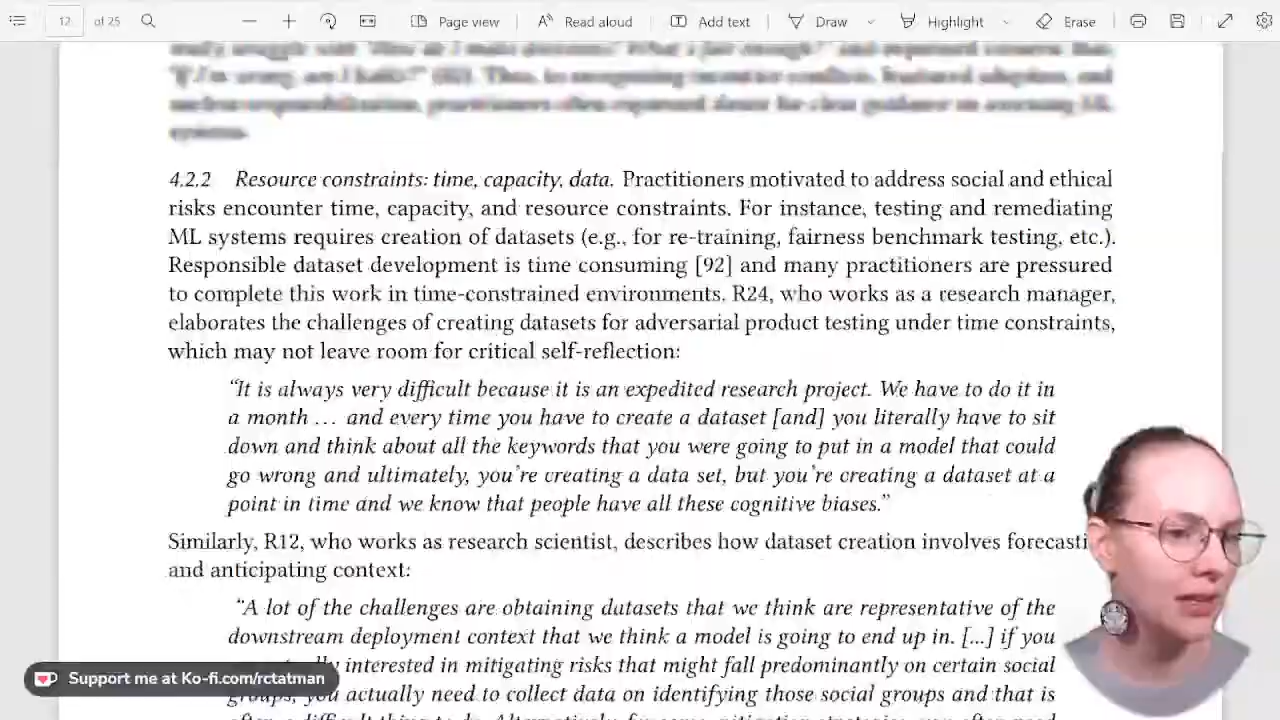 12 of 25 Page view Read aloud Add text Draw Highlight Erase
systems.
4.2.2 Resource constraints: time, capacity, data. Practitioners motivated to address social and ethical
risks encounter time, capacity, and resource constraints. For instance, testing and remediating
ML systems requires creation of datasets (e.g., for re-training, fairness benchmark testing, etc.).
Responsible dataset development is time consuming [92] and many practitioners are pressured
to complete this work in time-constrained environments. R24, who works as a research manager,
elaborates the challenges of creating datasets for adversarial product testing under time constraints,
which may not leave room for critical self-reflection:
“It is always very difficult because it is an expedited research project. We have to do it in
a month ... and every time you have to create a dataset [and] you literally have to sit
down and think about all the keywords that you were going to put in a model that could
go wrong and ultimately, you're creating a data set, but you're creating a dataset at a
point in time and we know that people have all these cognitive biases.”
Similarly, R12, who works as research scientist, describes how dataset creation involves
and anticipating context:
“A lot of the challenges are obtaining datasets that we think are representative of the
downstream deployment context that we think a model is going to end up in. [...] if you
interested in mitigating risks that might fall predominantly on certain social
you actually need to collect data on identifying those social groups and that is
Support me at Ko-fi.com/rctatman